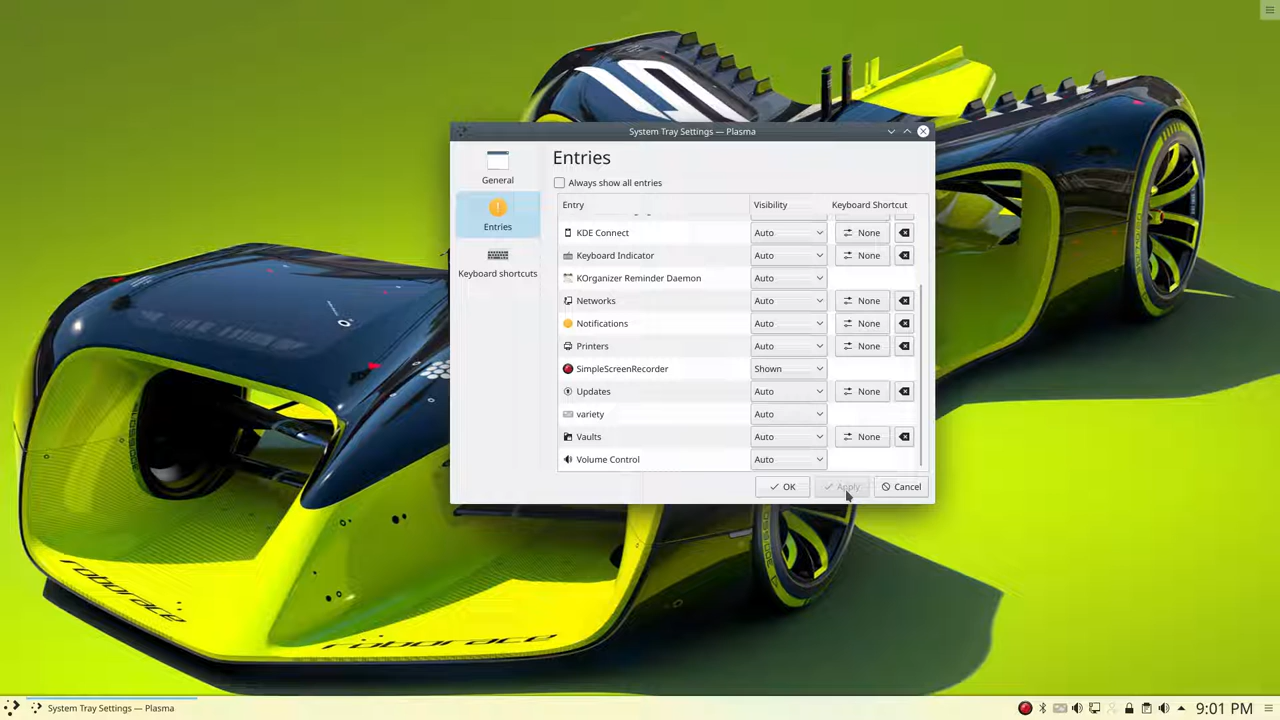 System Tray Settings — Plasma
General
Entries
Keyboard shortcuts
Entries
Always show all entries
Entry Visibility Keyboard Shortcut
KDE Connect Auto None
Keyboard Indicator Auto None
KOrganizer Reminder Daemon Auto
Networks Auto None
Notifications Auto None
Printers Auto None
SimpleScreenRecorder Shown
Updates Auto None
variety Auto
Vaults Auto None
Volume Control Auto
OK Apply Cancel
roborace
roborace
System Tray Settings — Plasma
9:01 PM